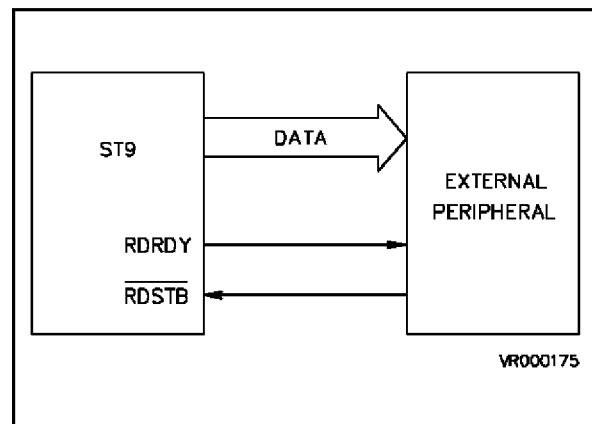 ST9
DATA
EXTERNAL
PERIPHERAL
RDRDY
RDSTB
VR000175